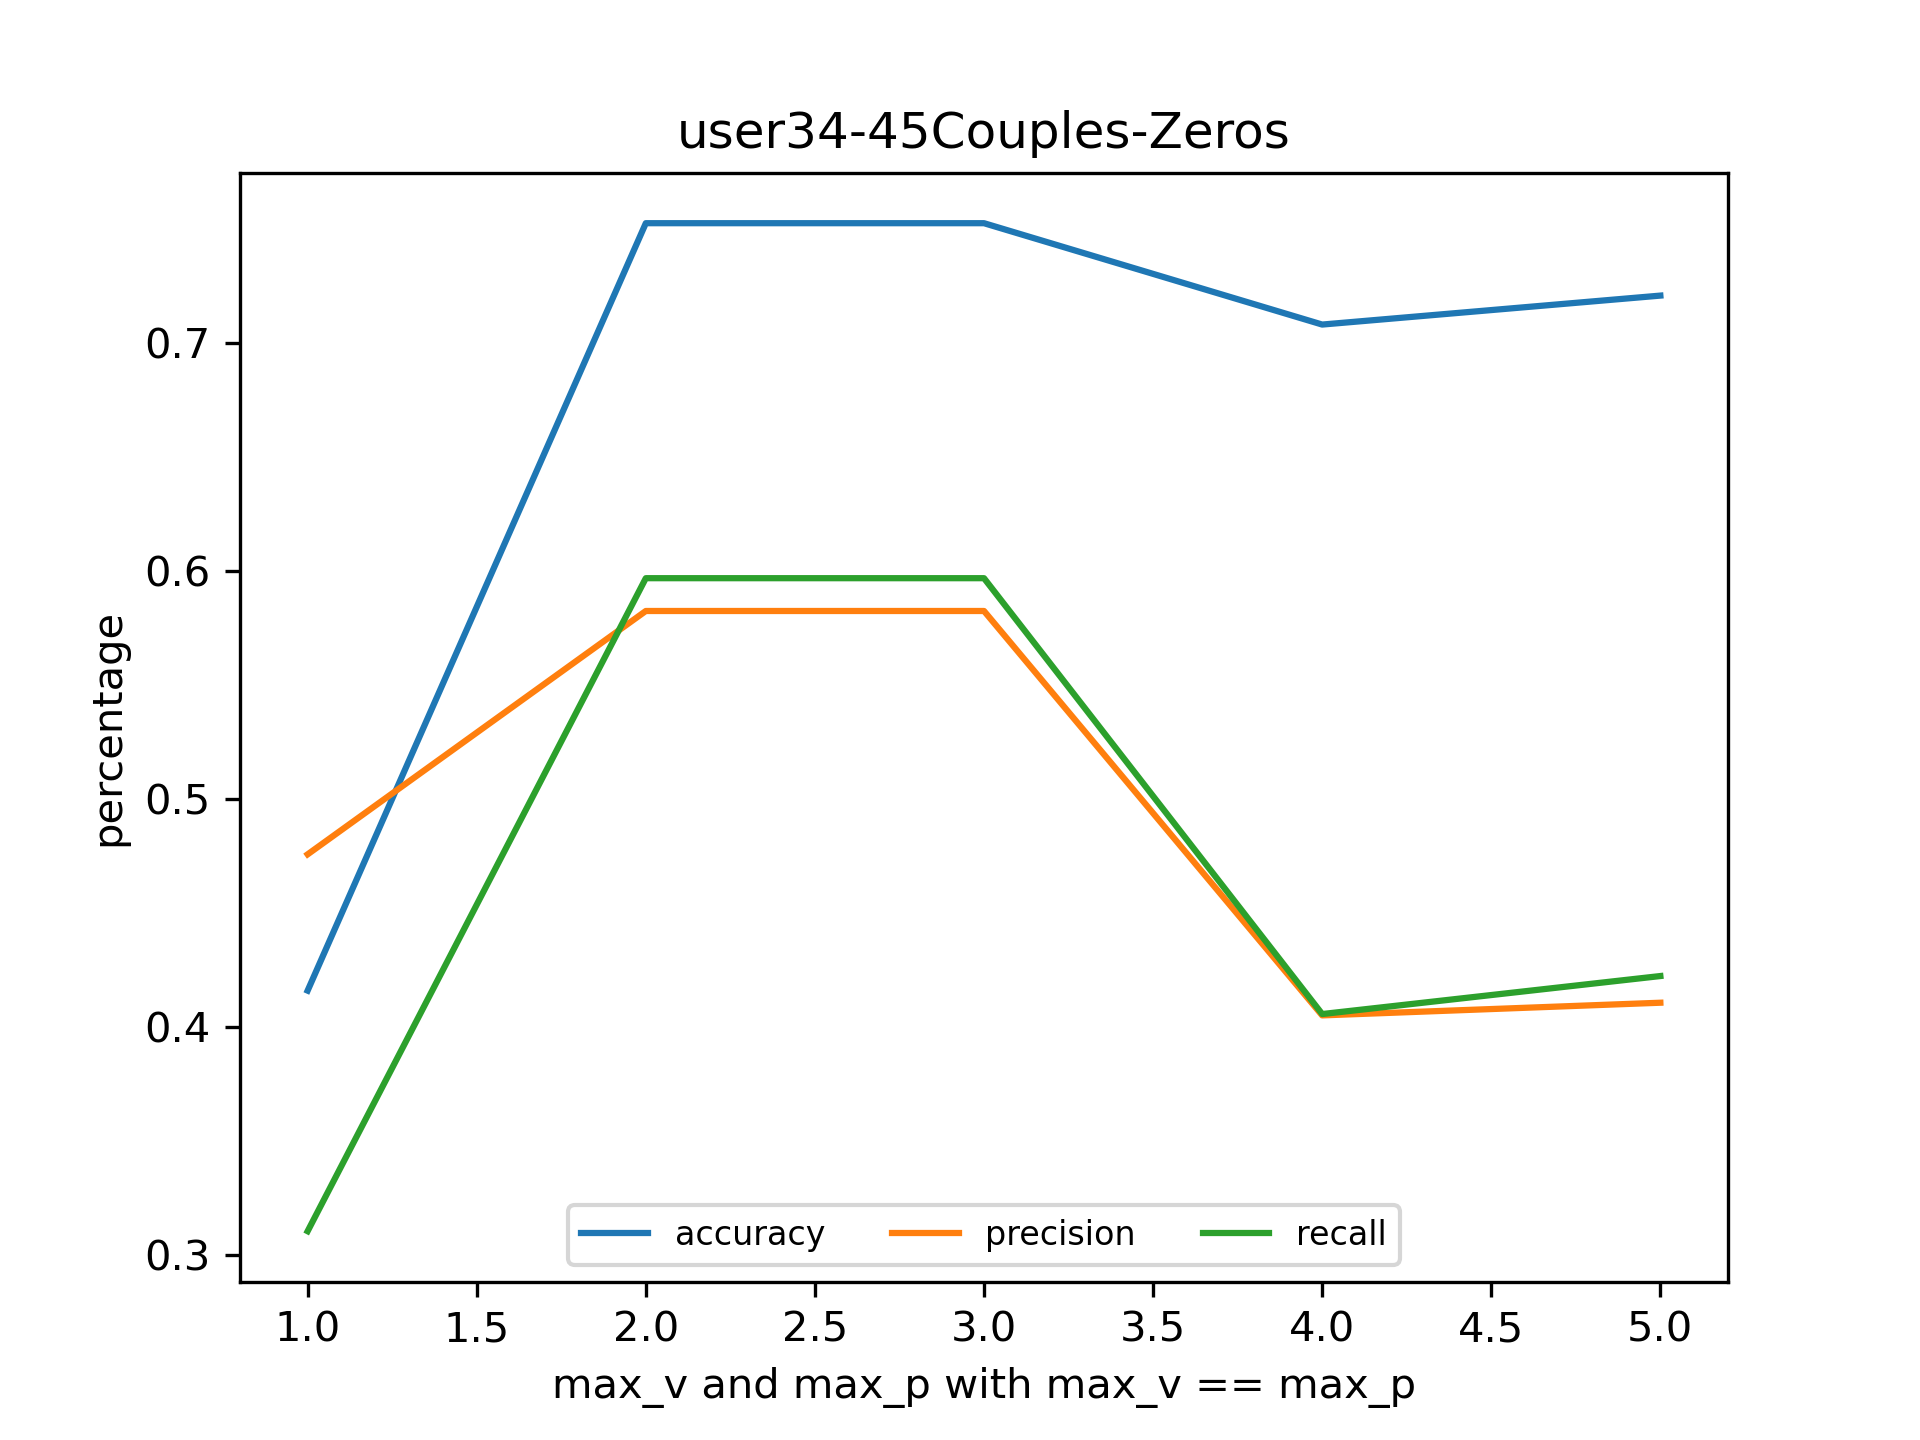 user34-45Couples-Zeros
percentage
0.7
0.6
0.5
0.4
0.3
accuracy precision recall
1.0 1.5 2.0 2.5 3.0 3.5 4.0 4.5 5.0
max_v and max_p with max_v == max_p